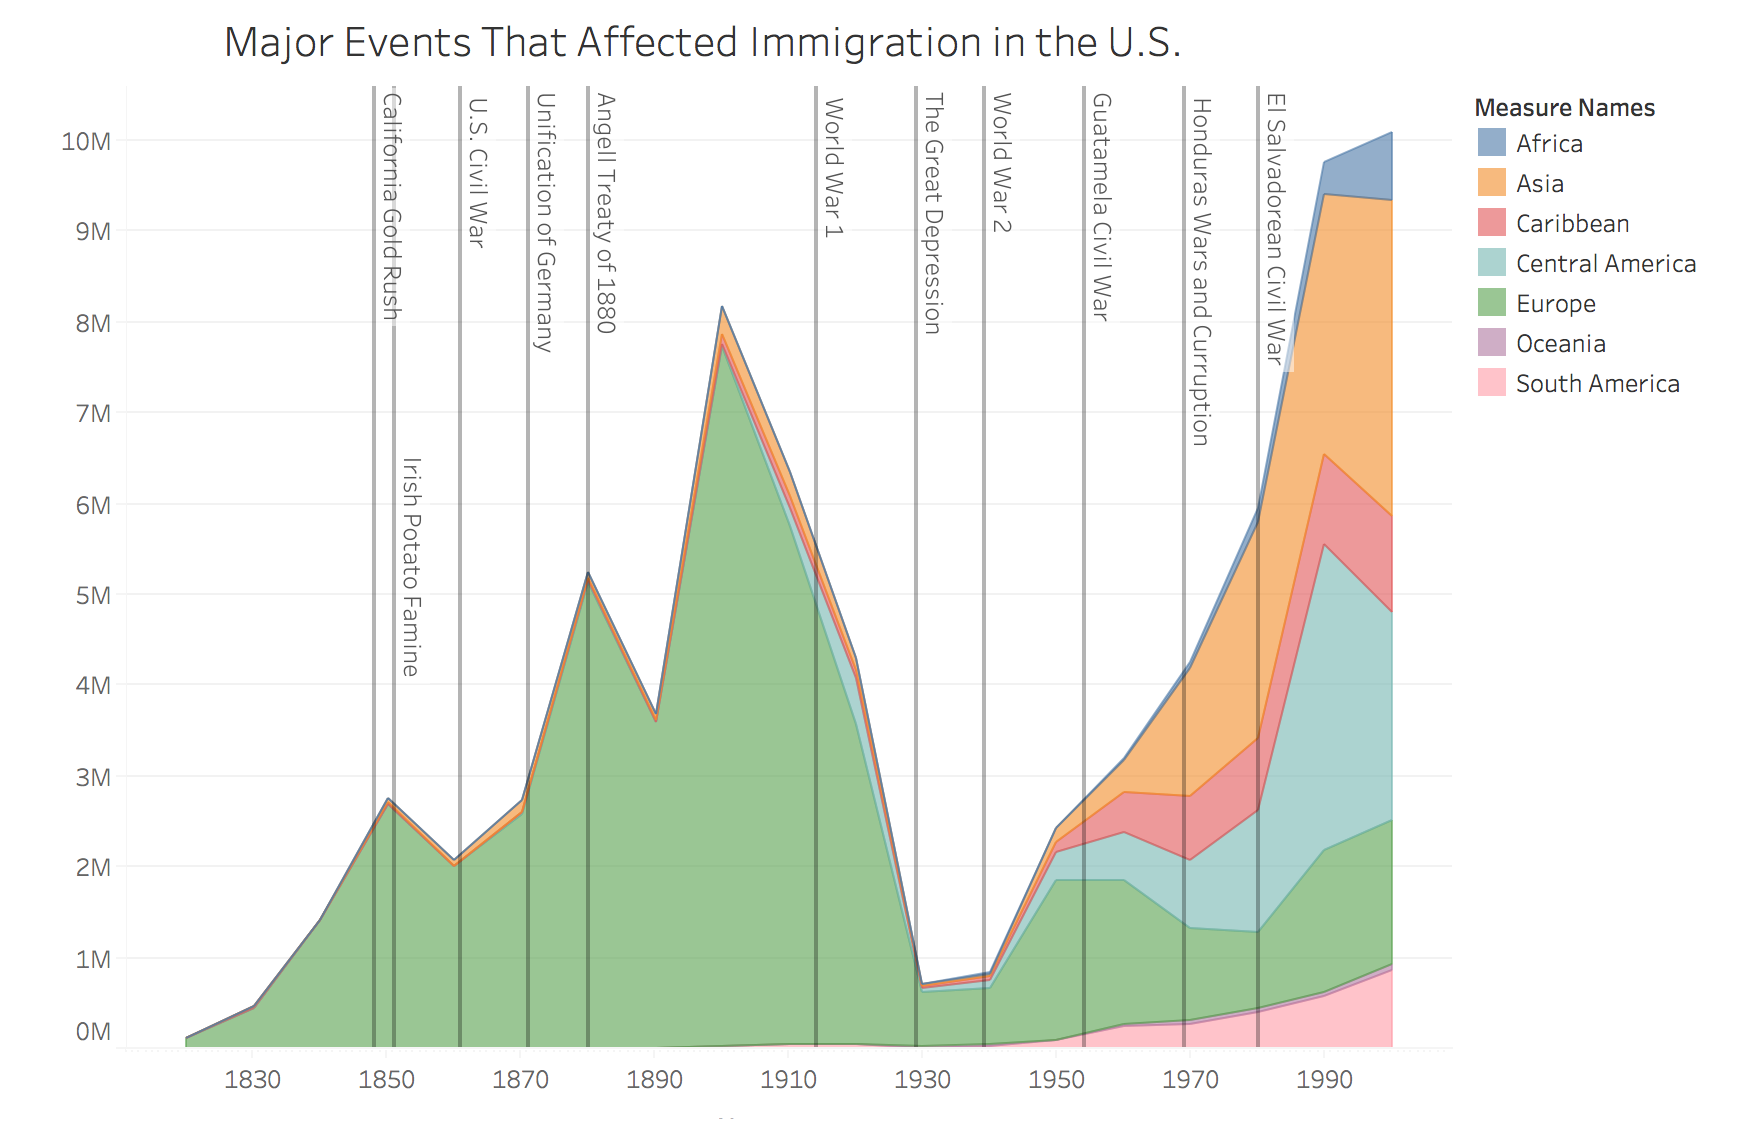 Major Events That Affected Immigration in the U.S.
10M
9M
8M
7M
6M
5M
4M
3M
2M
1M
0M
California Gold Rush
Irish Potato Famine
U.S. Civil War
Unification of Germany
Angell Treaty of 1880
World War 1
The Great Depression
World War 2
Guatamela Civil War
Honduras Wars and Curruption
El Salvadorean Civil War
1830
1850
1870
1890
1910
1930
1950
1970
1990
Measure Names
Africa
Asia
Caribbean
Central America
Europe
Oceania
South America